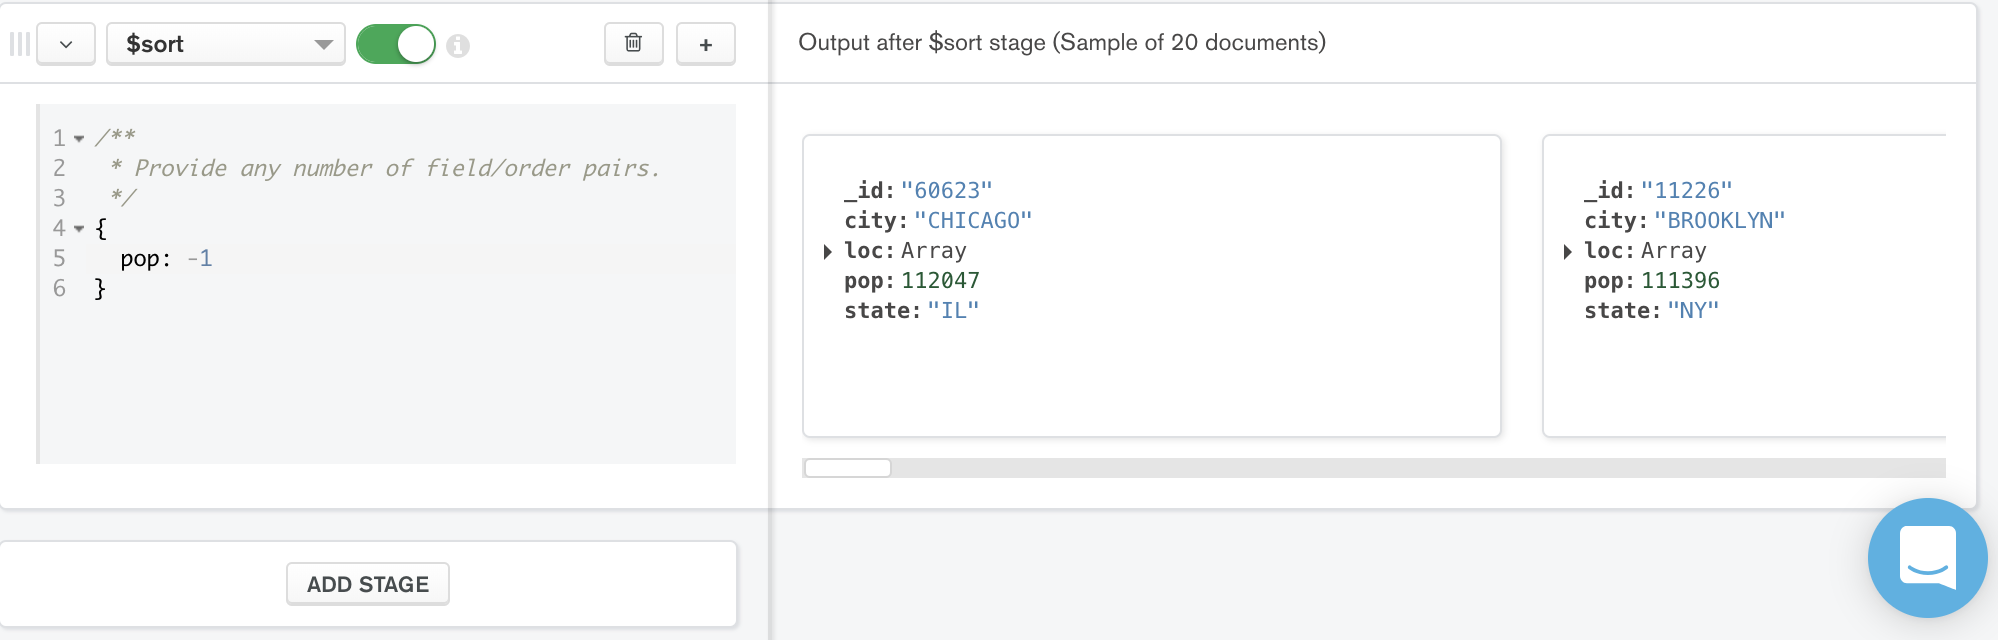 $sort
+
Output after $sort stage (Sample of 20 documents)
1 /**
2 * Provide any number of field/order pairs.
3 */
4 {
5 pop: -1
6 }
_id: "60623"
city: "CHICAGO"
loc: Array
pop: 112047
state: "IL"
_id: "11226"
city: "BROOKLYN"
loc: Array
pop: 111396
state: "NY"
ADD STAGE